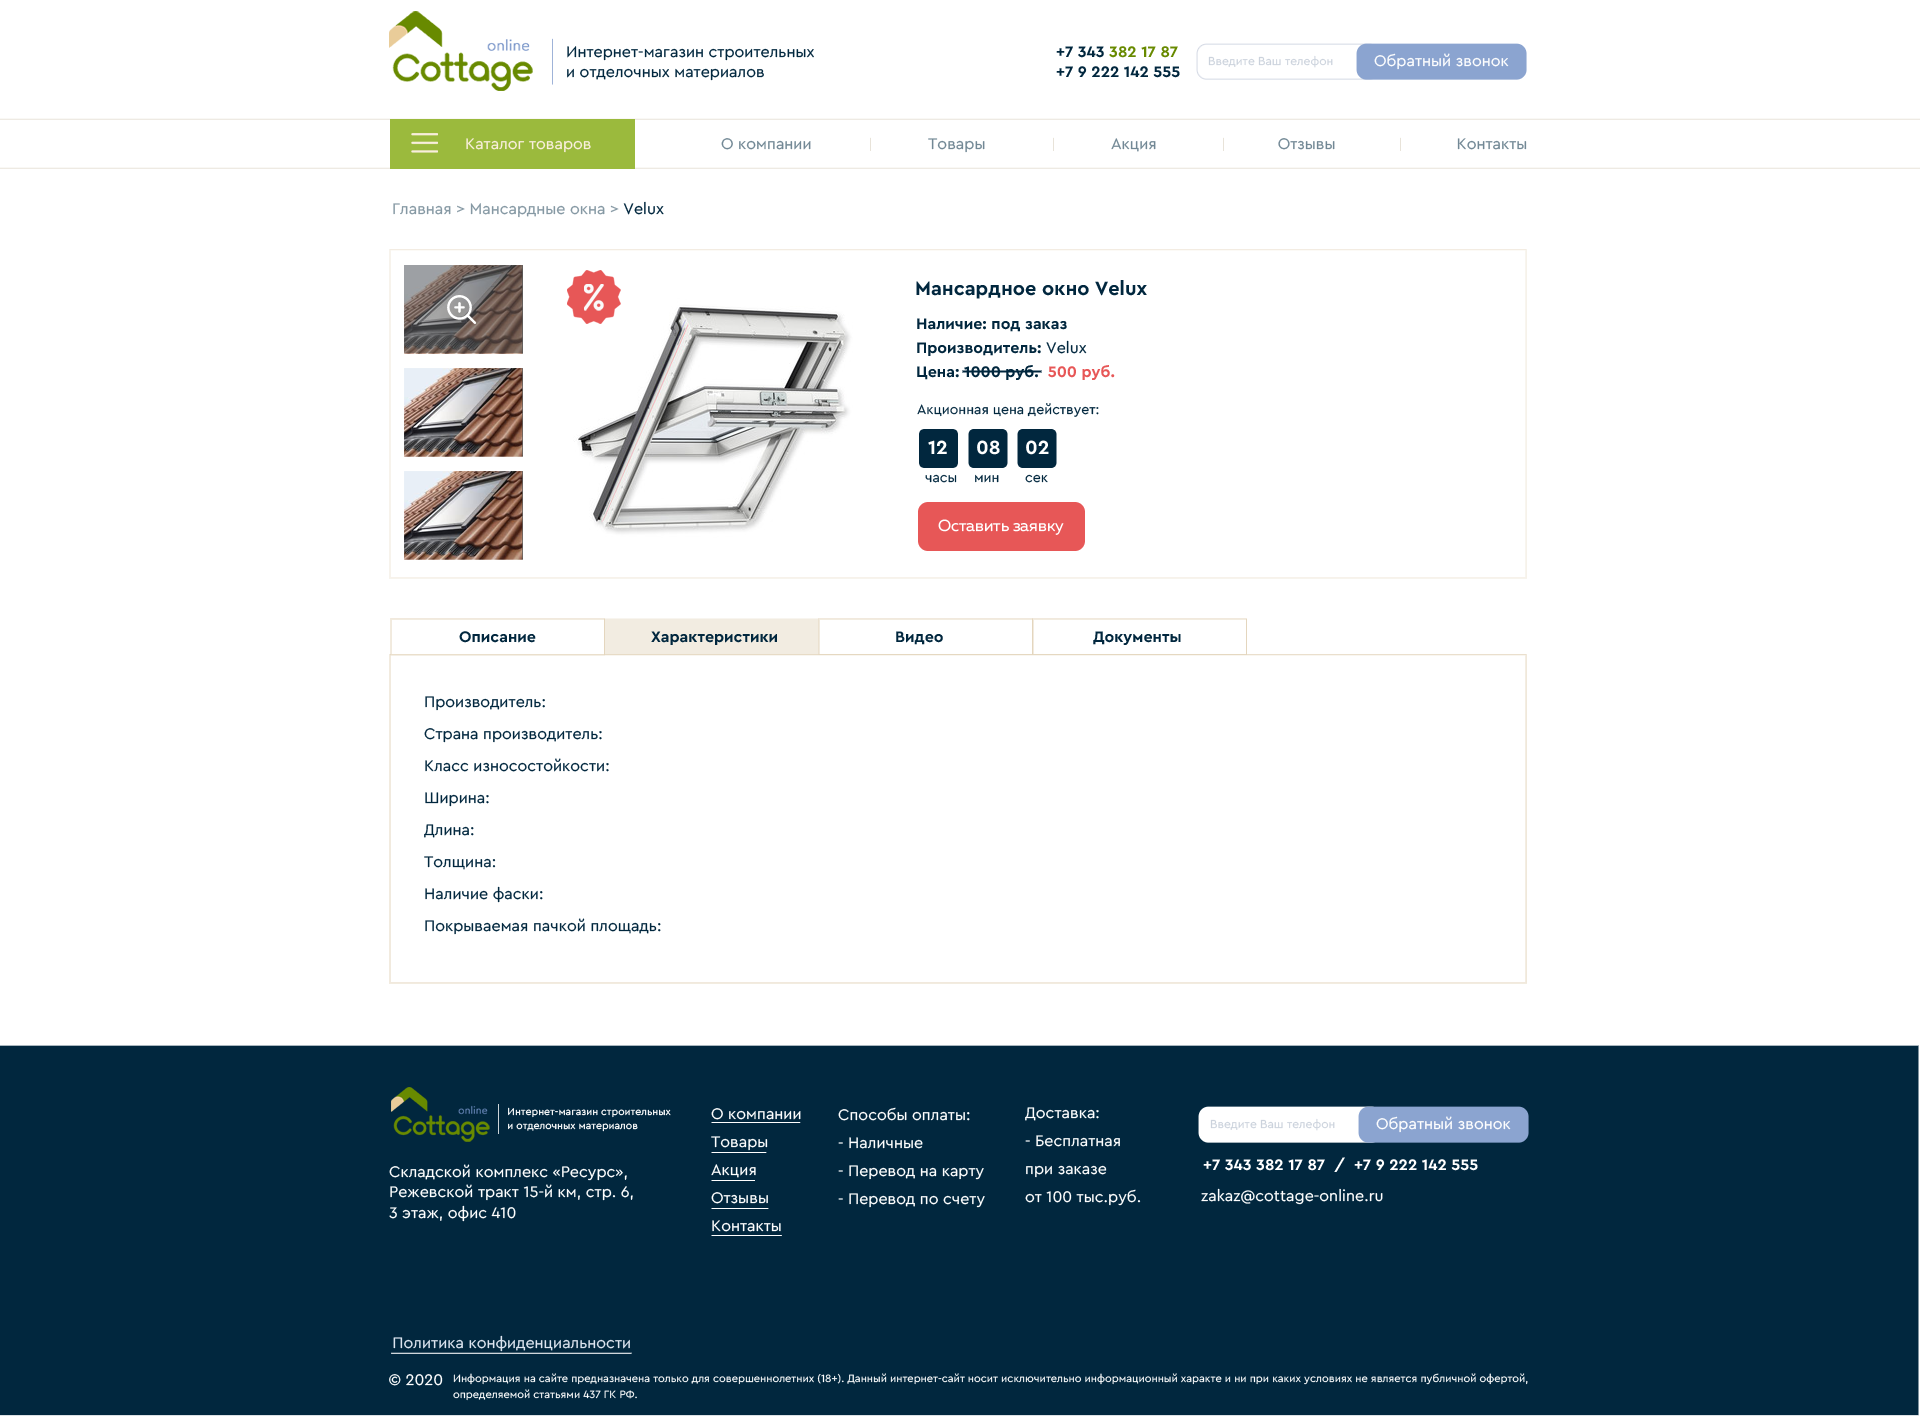 online
Cottage
Интернет-магазин строительных
и отделочных материалов
+7 343 382 17 87
+7 9 222 142 555
Введите Ваш телефон
Обратный звонок
Каталог товаров
О компании
Товары
Акция
Отзывы
Контакты
Главная > Мансардные окна > Velux
%
Мансардное окно Velux
Наличие: под заказ
Производитель: Velux
Цена: 1000 руб. 500 руб.
Акционная цена действует:
12 08 02
часы мин сек
Оставить заявку
Описание
Характеристики
Видео
Документы
Производитель:
Страна производитель:
Класс износостойкости:
Ширина:
Длина:
Толщина:
Наличие фаски:
Покрываемая пачкой площадь:
online
Cottage
Интернет-магазин строительных
и отделочных материалов
Складской комплекс «Ресурс»,
Режевской тракт 15-й км, стр. 6,
3 этаж, офис 410
О компании
Товары
Акция
Отзывы
Контакты
Способы оплаты:
- Наличные
- Перевод на карту
- Перевод по счету
Доставка:
- Бесплатная
при заказе
от 100 тыс.руб.
Введите Ваш телефон
Обратный звонок
+7 343 382 17 87 / +7 9 222 142 555
zakaz@cottage-online.ru
Политика конфиденциальности
© 2020
Информация на сайте предназначена только для совершеннолетних (18+). Данный интернет-сайт носит исключительно информационный характе и ни при каких условиях не является публичной офертой,
определяемой статьями 437 ГК РФ.